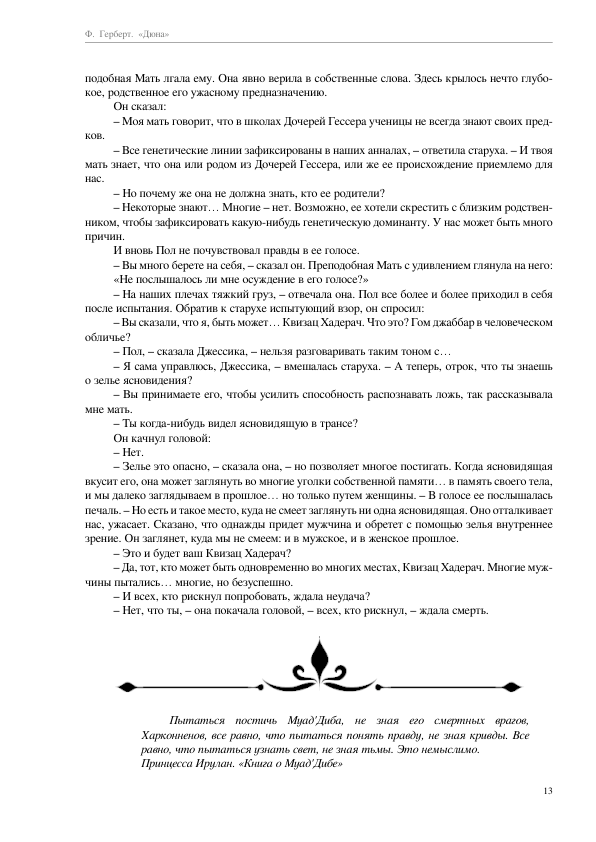 Ф. Герберт. «Дюна»
подобная Мать лгала ему. Она явно верила в собственные слова. Здесь крылось нечто глубо-
кое, родственное его ужасному предназначению.
Он сказал:
– Моя мать говорит, что в школах Дочерей Гессера ученицы не всегда знают своих пред-
ков.
– Все генетические линии зафиксированы в наших анналах, – ответила старуха. – И твоя
мать знает, что она или родом из Дочерей Гессера, или же ее происхождение приемлемо для
нас.
– Но почему же она не должна знать, кто ее родители?
– Некоторые знают… Многие – нет. Возможно, ее хотели скрестить с близким родствен-
ником, чтобы зафиксировать какую-нибудь генетическую доминанту. У нас может быть много
причин.
И вновь Пол не почувствовал правды в ее голосе.
– Вы много берете на себя, – сказал он. Преподобная Мать с удивлением глянула на него:
«Не послышалось ли мне осуждение в его голосе?»
– На наших плечах тяжкий груз, – отвечала она. Пол все более и более приходил в себя
после испытания. Обратив к старухе испытующий взор, он спросил:
– Вы сказали, что я, быть может… Квизац Хадерач. Что это? Гом джаббар в человеческом
обличье?
– Пол, – сказала Джессика, – нельзя разговаривать таким тоном с…
– Я сама управлюсь, Джессика, – вмешалась старуха. – А теперь, отрок, что ты знаешь
о зелье ясновидения?
– Вы принимаете его, чтобы усилить способность распознавать ложь, так рассказывала
мне мать.
– Ты когда-нибудь видел ясновидящую в трансе?
Он качнул головой:
– Нет.
– Зелье это опасно, – сказала она, – но позволяет многое постигать. Когда ясновидящая
вкусит его, она может заглянуть во многие уголки собственной памяти… в память своего тела,
и мы далеко заглядываем в прошлое… но только путем женщины. – В голосе ее послышалась
печаль. – Но есть и такое место, куда не смеет заглянуть ни одна ясновидящая. Оно отталкивает
нас, ужасает. Сказано, что однажды придет мужчина и обретет с помощью зелья внутреннее
зрение. Он заглянет, куда мы не смеем: и в мужское, и в женское прошлое.
– Это и будет ваш Квизац Хадерач?
– Да, тот, кто может быть одновременно во многих местах, Квизац Хадерач. Многие муж-
чины пытались… многие, но безуспешно.
– И всех, кто рискнул попробовать, ждала неудача?
– Нет, что ты, – она покачала головой, – всех, кто рискнул, – ждала смерть.
Пытаться постичь Муад'Диба, не зная его смертных врагов,
Харконненов, все равно, что пытаться понять правду, не зная кривды. Все
равно, что пытаться узнать свет, не зная тьмы. Это немыслимо.
Принцесса Ирулан. «Книга о Муад'Дибе»
13